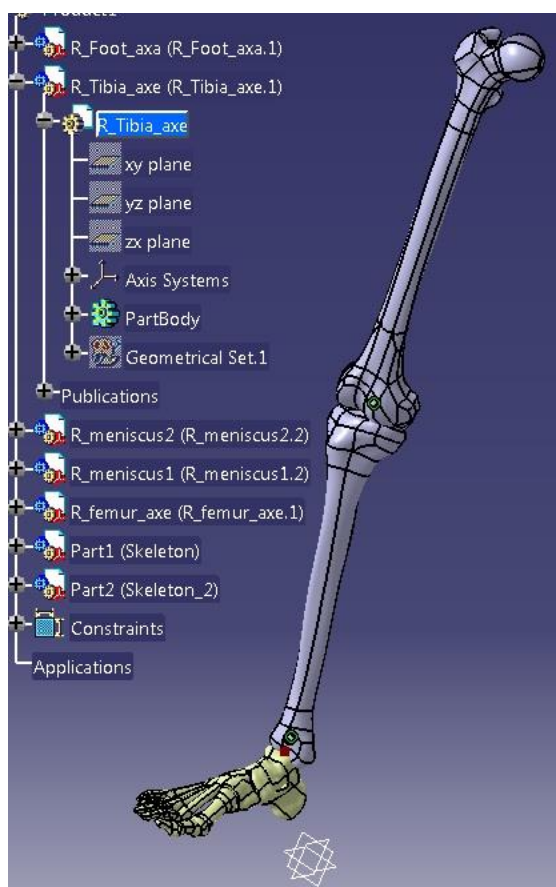 Product1
R_Foot_axa (R_Foot_axa.1)
R_Tibia_axe (R_Tibia_axe.1)
R_Tibia_axe
xy plane
yz plane
zx plane
Axis Systems
PartBody
Geometrical Set.1
Publications
R_meniscus2 (R_meniscus2.2)
R_meniscus1 (R_meniscus1.2)
R_femur_axe (R_femur_axe.1)
Part1 (Skeleton)
Part2 (Skeleton_2)
Constraints
Applications